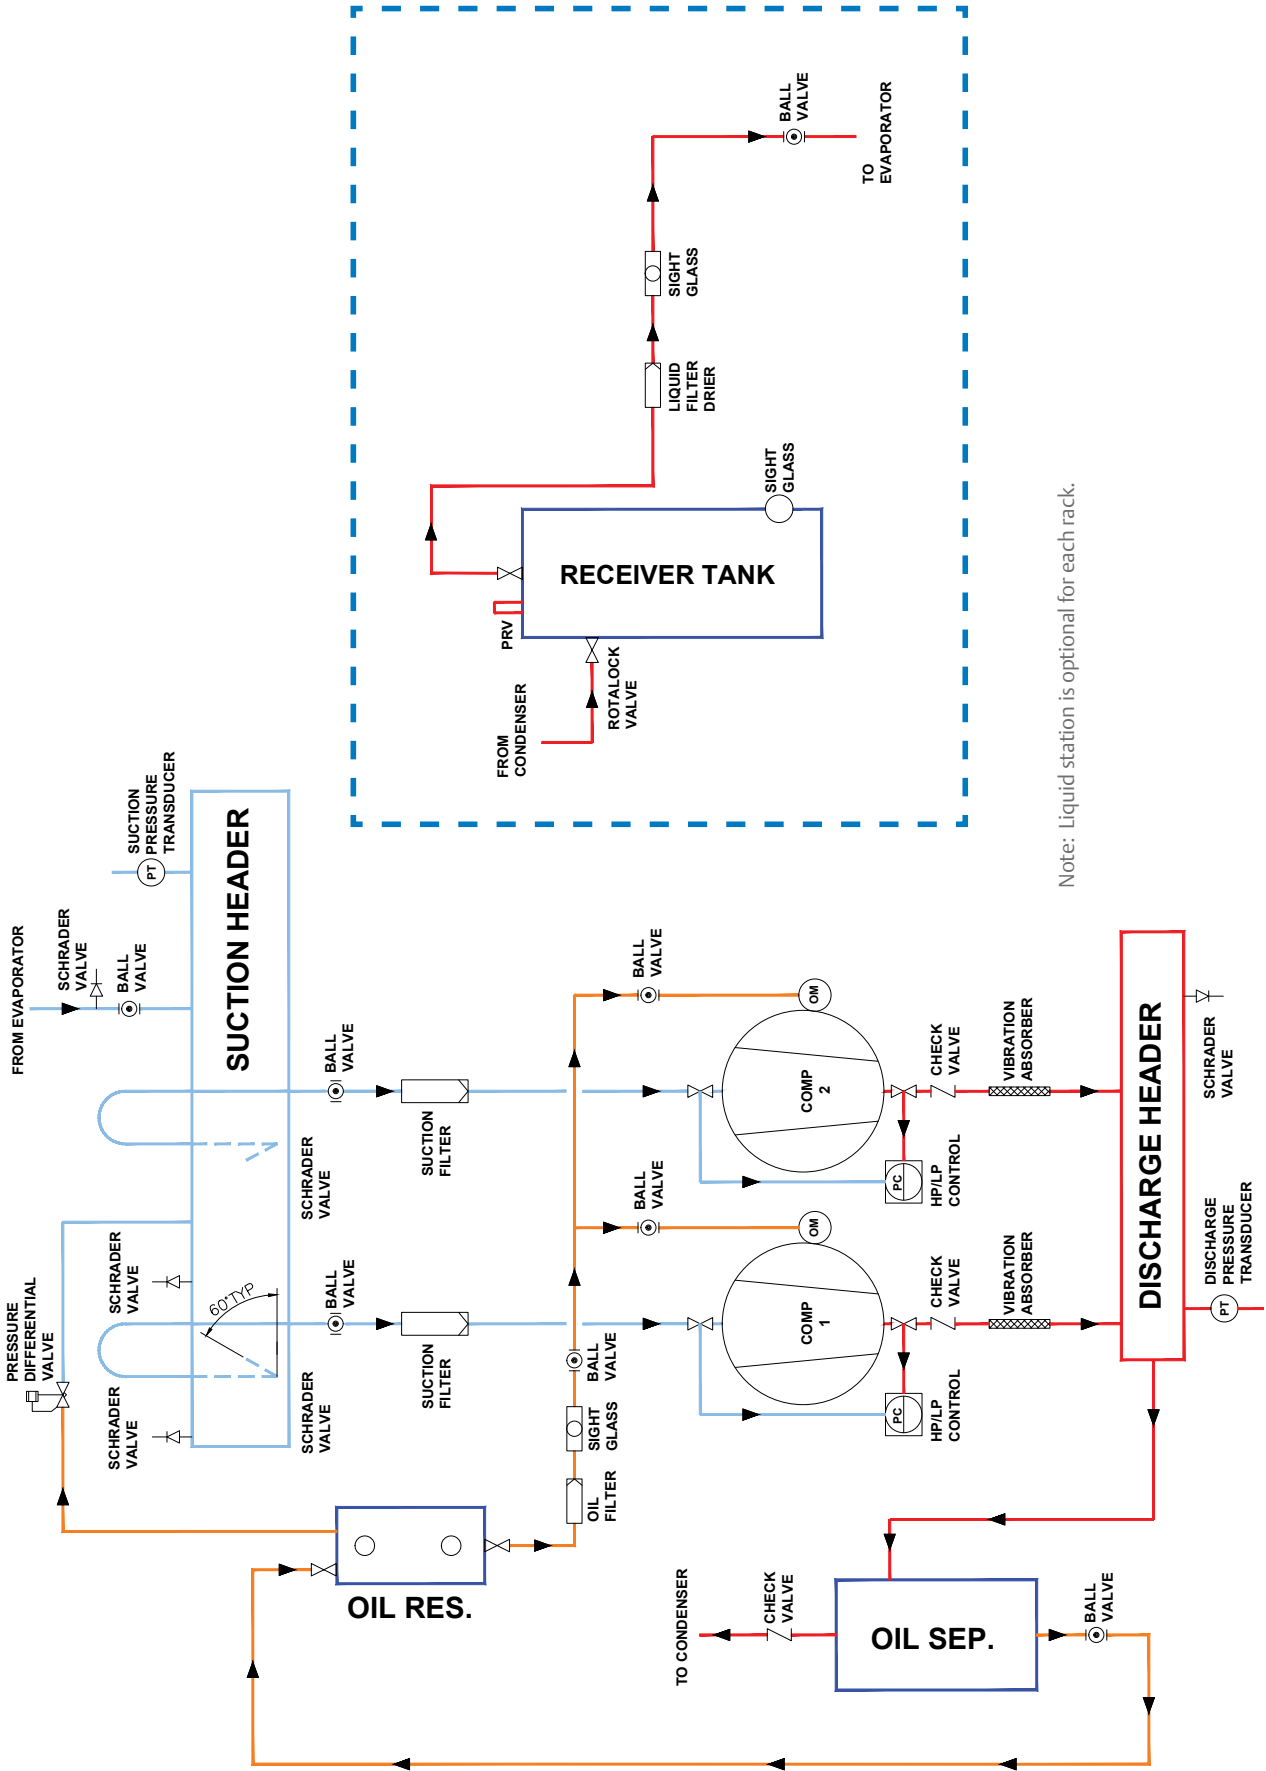 FROM EVAPORATOR
SCHRADER
VALVE
BALL
VALVE
SUCTION
PRESSURE
TRANSDUCER
PT
SUCTION HEADER
PRESSURE
DIFFERENTIAL
VALVE
SCHRADER
VALVE
SCHRADER
VALVE
60°TYP
SCHRADER
VALVE
SCHRADER
VALVE
BALL
VALVE
BALL
VALVE
SUCTION
FILTER
SUCTION
FILTER
OIL RES.
OIL
FILTER
SIGHT
GLASS
BALL
VALVE
BALL
VALVE
BALL
VALVE
OM
OM
COMP
1
COMP
2
PC
HP/LP
CONTROL
PC
HP/LP
CONTROL
CHECK
VALVE
CHECK
VALVE
VIBRATION
ABSORBER
VIBRATION
ABSORBER
DISCHARGE HEADER
SCHRADER
VALVE
PT
DISCHARGE
PRESSURE
TRANSDUCER
TO CONDENSER
CHECK
VALVE
OIL SEP.
BALL
VALVE
FROM
CONDENSER
ROTALOCK
VALVE
PRV
RECEIVER TANK
SIGHT
GLASS
LIQUID
FILTER
DRIER
SIGHT
GLASS
BALL
VALVE
TO
EVAPORATOR
Note: Liquid station is optional for each rack.